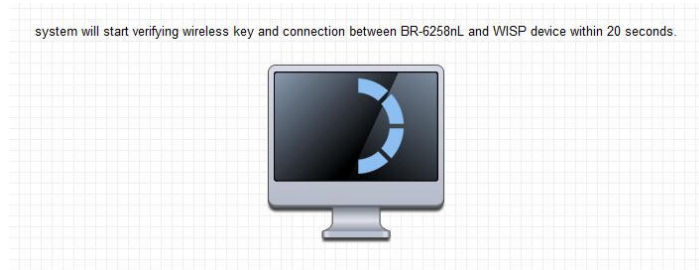 system will start verifying wireless key and connection between BR-6258nL and WISP device within 20 seconds.